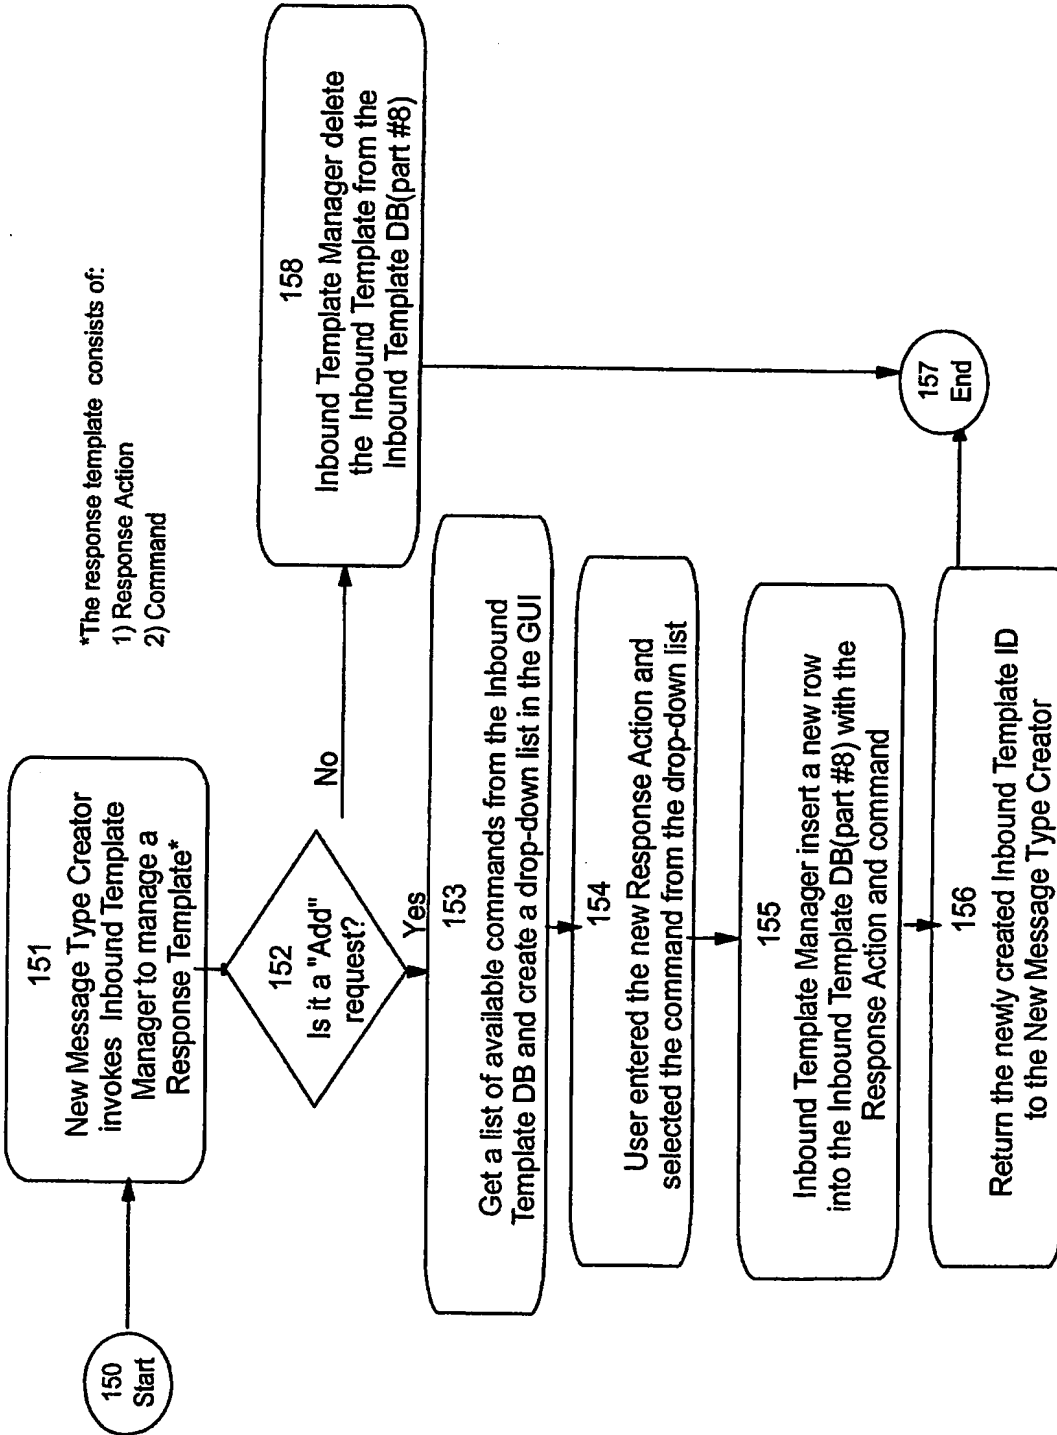 150
Start
151
New Message Type Creator
invokes Inbound Template
Manager to manage a
Response Template*
*The response template consists of:
1) Response Action
2) Command
152
Is it a "Add"
request?
No
Yes
158
Inbound Template Manager delete
the Inbound Template from the
Inbound Template DB(part #8)
153
Get a list of available commands from the Inbound
Template DB and create a drop-down list in the GUI
154
User entered the new Response Action and
selected the command from the drop-down list
155
Inbound Template Manager insert a new row
into the Inbound Template DB(part #8) with the
Response Action and command
156
Return the newly created Inbound Template ID
to the New Message Type Creator
157
End